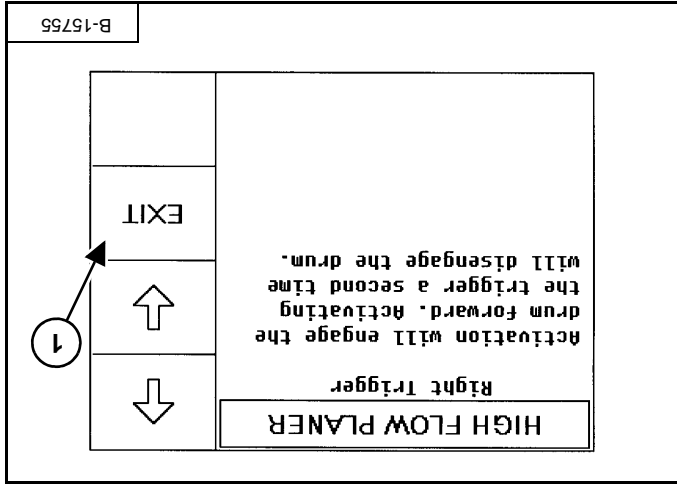 HIGH FLOW PLANER
Right Trigger
Activation will engage the
drum forward. Activating
the trigger a second time
will disengage the drum.
EXIT
1
B-15755